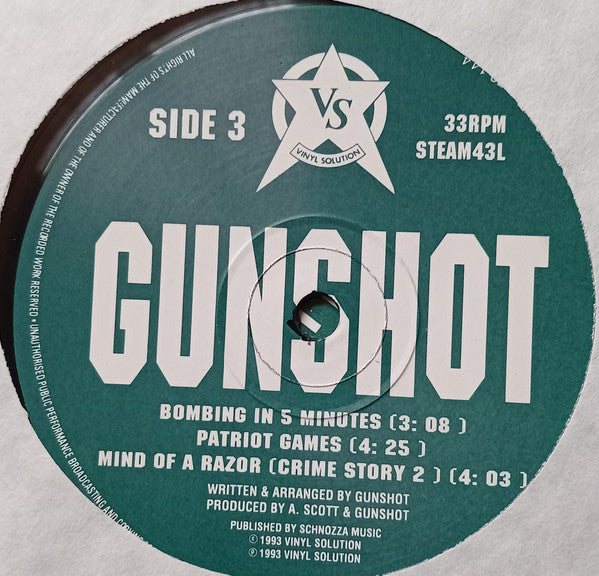 VS
VINYL SOLUTION
SIDE 3
33RPM
STEAM43L
GUNSHOT
BOMBING IN 5 MINUTES (3: 08 )
PATRIOT GAMES (4: 25 )
MIND OF A RAZOR (CRIME STORY 2 ) (4: 03 )
WRITTEN & ARRANGED BY GUNSHOT
PRODUCED BY A. SCOTT & GUNSHOT
PUBLISHED BY SCHNOZZA MUSIC
© 1993 VINYL SOLUTION
℗ 1993 VINYL SOLUTION
ALL RIGHTS OF THE MANUFACTURER AND OF THE OWNER OF THE RECORDED WORK RESERVED • UNAUTHORISED PUBLIC PERFORMANCE BROADCASTING AND